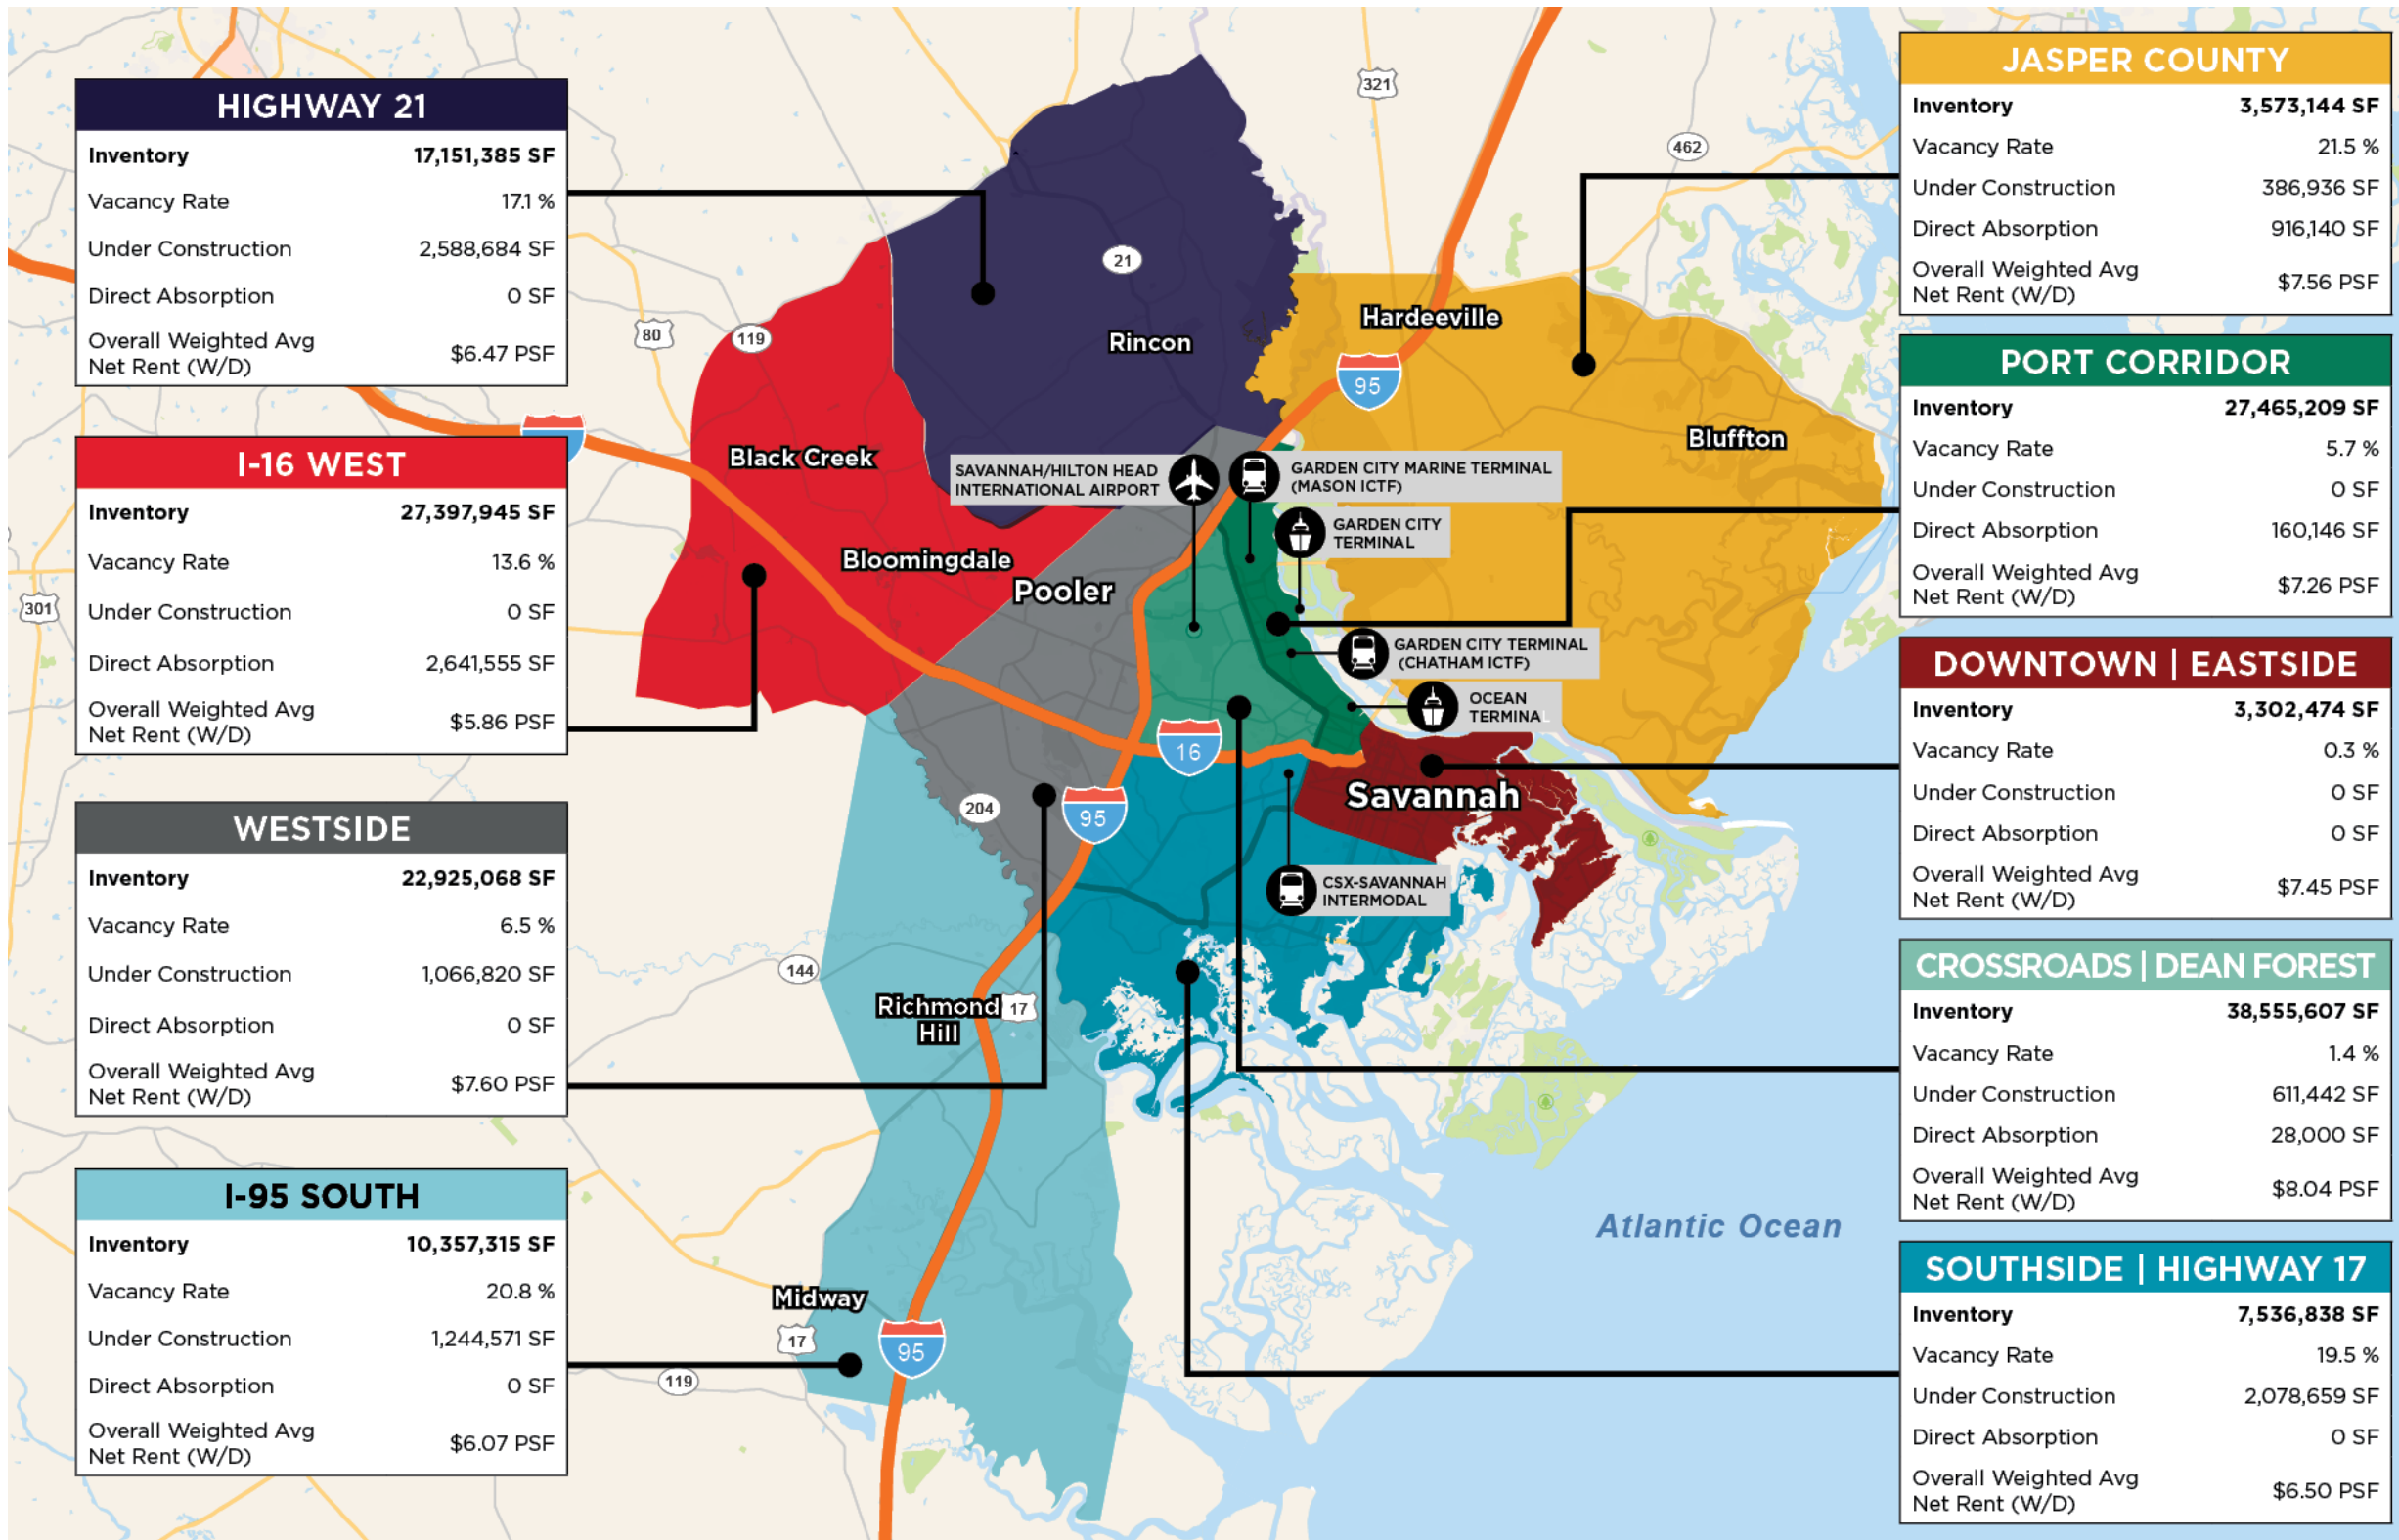 HIGHWAY 21
Inventory 17,151,385 SF
Vacancy Rate 17.1 %
Under Construction 2,588,684 SF
Direct Absorption 0 SF
Overall Weighted Avg
Net Rent (W/D) $6.47 PSF
I-16 WEST
Inventory 27,397,945 SF
Vacancy Rate 13.6 %
Under Construction 0 SF
Direct Absorption 2,641,555 SF
Overall Weighted Avg
Net Rent (W/D) $5.86 PSF
WESTSIDE
Inventory 22,925,068 SF
Vacancy Rate 6.5 %
Under Construction 1,066,820 SF
Direct Absorption 0 SF
Overall Weighted Avg
Net Rent (W/D) $7.60 PSF
I-95 SOUTH
Inventory 10,357,315 SF
Vacancy Rate 20.8 %
Under Construction 1,244,571 SF
Direct Absorption 0 SF
Overall Weighted Avg
Net Rent (W/D) $6.07 PSF
321
462
21
Rincon
Hardeeville
80
119
95
Black Creek
Bluffton
SAVANNAH/HILTON HEAD
INTERNATIONAL AIRPORT
GARDEN CITY MARINE TERMINAL
(MASON ICTF)
GARDEN CITY
TERMINAL
Bloomingdale
Pooler
301
GARDEN CITY TERMINAL
(CHATHAM ICTF)
OCEAN
TERMINAL
16
Savannah
204
95
CSX-SAVANNAH
INTERMODAL
144
Richmond
Hill
17
Atlantic Ocean
Midway
17
95
119
JASPER COUNTY
Inventory 3,573,144 SF
Vacancy Rate 21.5 %
Under Construction 386,936 SF
Direct Absorption 916,140 SF
Overall Weighted Avg
Net Rent (W/D) $7.56 PSF
PORT CORRIDOR
Inventory 27,465,209 SF
Vacancy Rate 5.7 %
Under Construction 0 SF
Direct Absorption 160,146 SF
Overall Weighted Avg
Net Rent (W/D) $7.26 PSF
DOWNTOWN | EASTSIDE
Inventory 3,302,474 SF
Vacancy Rate 0.3 %
Under Construction 0 SF
Direct Absorption 0 SF
Overall Weighted Avg
Net Rent (W/D) $7.45 PSF
CROSSROADS | DEAN FOREST
Inventory 38,555,607 SF
Vacancy Rate 1.4 %
Under Construction 611,442 SF
Direct Absorption 28,000 SF
Overall Weighted Avg
Net Rent (W/D) $8.04 PSF
SOUTHSIDE | HIGHWAY 17
Inventory 7,536,838 SF
Vacancy Rate 19.5 %
Under Construction 2,078,659 SF
Direct Absorption 0 SF
Overall Weighted Avg
Net Rent (W/D) $6.50 PSF